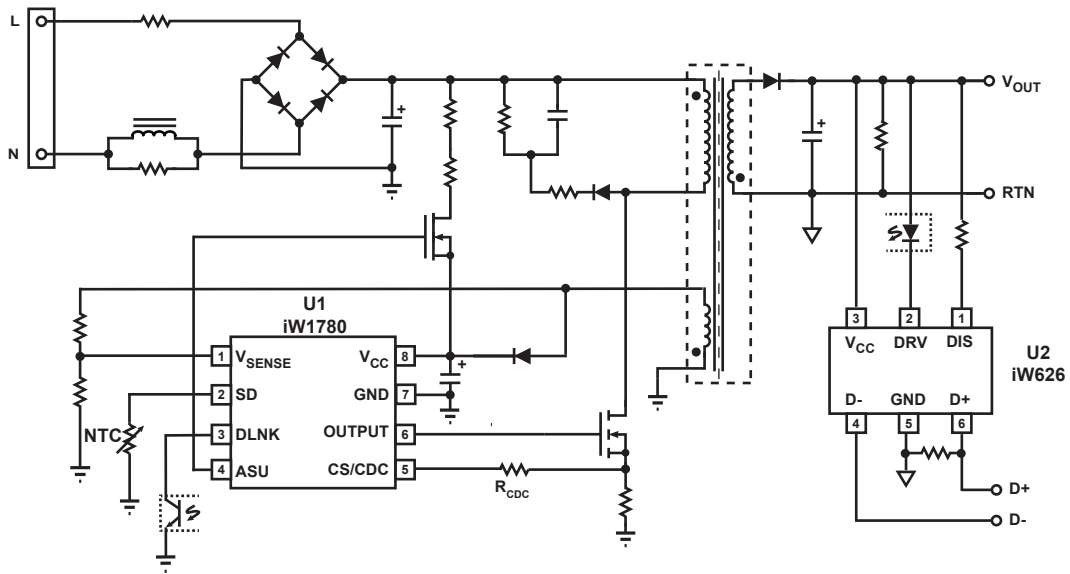 L
N
+
+
V_OUT
RTN
U1
iW1780
1 V_SENSE
2 SD
3 DLNK
4 ASU
V_CC 8
GND 7
OUTPUT 6
CS/CDC 5
+
NTC
R_CDC
3 2 1
V_CC DRV DIS
U2
iW626
D- GND D+
4 5 6
D+
D-